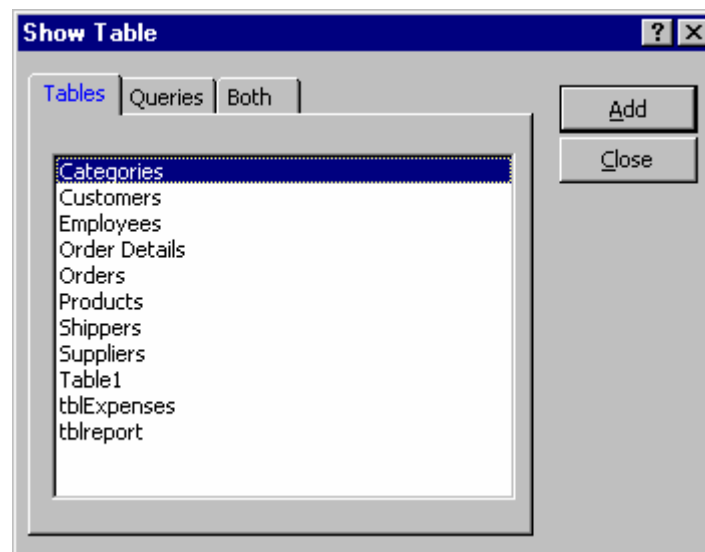 Show Table
Tables Queries Both
Add
Close
Categories
Customers
Employees
Order Details
Orders
Products
Shippers
Suppliers
Table1
tblExpenses
tblreport